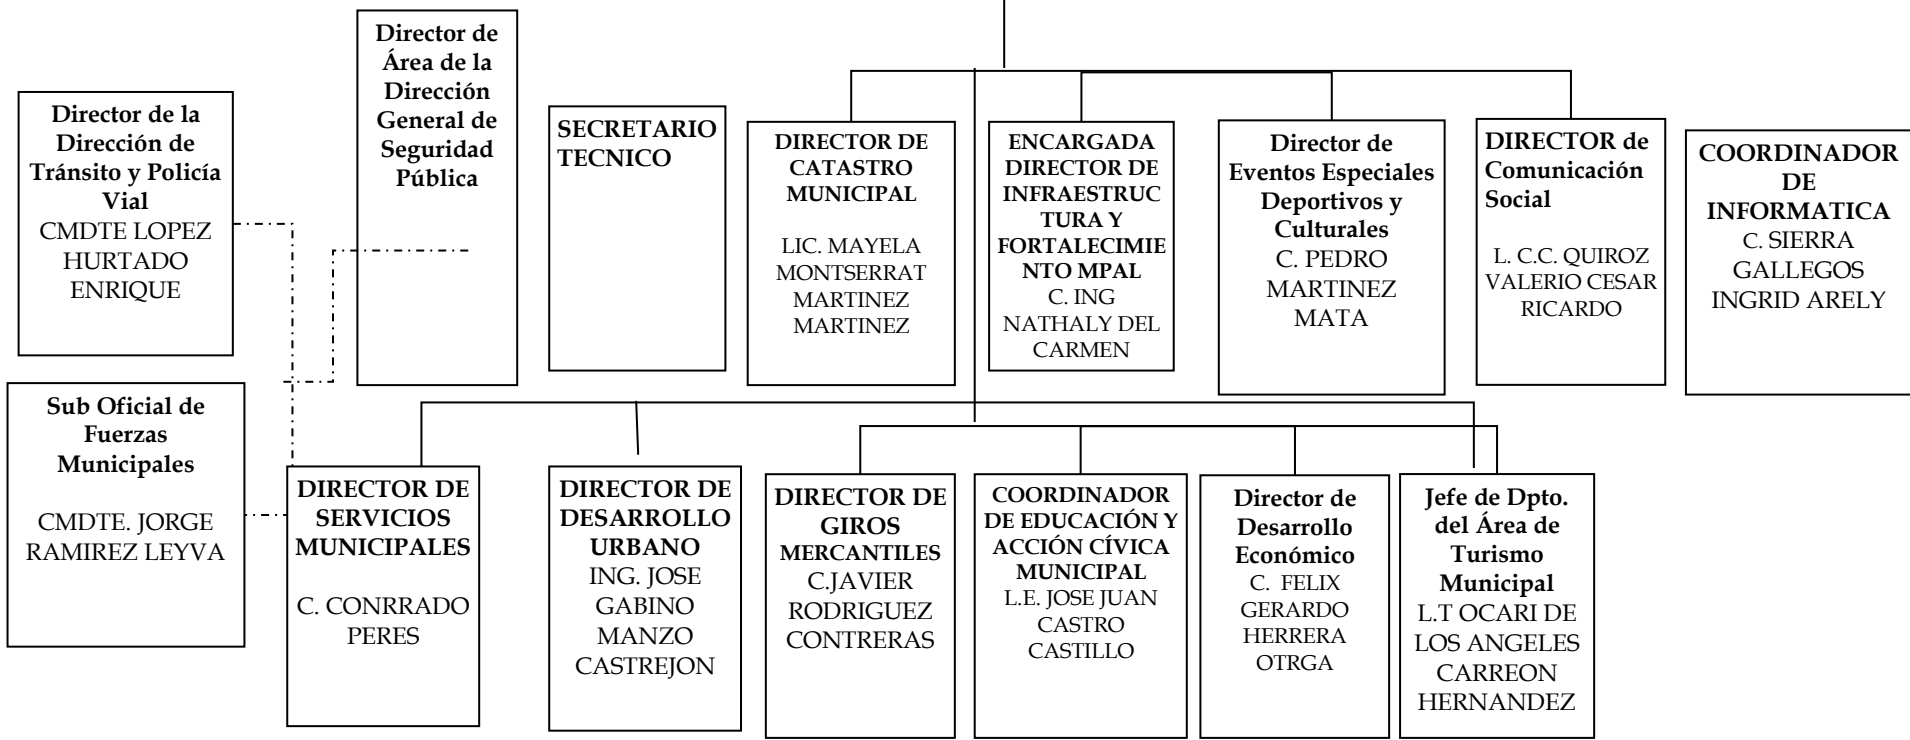 Director de la
Dirección de
Tránsito y Policía
Vial
CMDTE LOPEZ
HURTADO
ENRIQUE
Director de
Área de la
Dirección
General de
Seguridad
Pública
SECRETARIO
TECNICO
DIRECTOR DE
CATASTRO
MUNICIPAL
LIC. MAYELA
MONTSERRAT
MARTINEZ
MARTINEZ
ENCARGADA
DIRECTOR DE
INFRAESTRUC
TURA Y
FORTALECIMIE
NTO MPAL
C. ING
NATHALY DEL
CARMEN
Director de
Eventos Especiales
Deportivos y
Culturales
C. PEDRO
MARTINEZ
MATA
DIRECTOR de
Comunicación
Social
L. C.C. QUIROZ
VALERIO CESAR
RICARDO
COORDINADOR
DE
INFORMATICA
C. SIERRA
GALLEGOS
INGRID ARELY
Sub Oficial de
Fuerzas
Municipales
CMDTE. JORGE
RAMIREZ LEYVA
DIRECTOR DE
SERVICIOS
MUNICIPALES
C. CONRRADO
PERES
DIRECTOR DE
DESARROLLO
URBANO
ING. JOSE
GABINO
MANZO
CASTREJON
DIRECTOR DE
GIROS
MERCANTILES
C.JAVIER
RODRIGUEZ
CONTRERAS
COORDINADOR
DE EDUCACIÓN Y
ACCIÓN CÍVICA
MUNICIPAL
L.E. JOSE JUAN
CASTRO
CASTILLO
Director de
Desarrollo
Económico
C. FELIX
GERARDO
HERRERA
OTRGA
Jefe de Dpto.
del Área de
Turismo
Municipal
L.T OCARI DE
LOS ANGELES
CARREON
HERNANDEZ